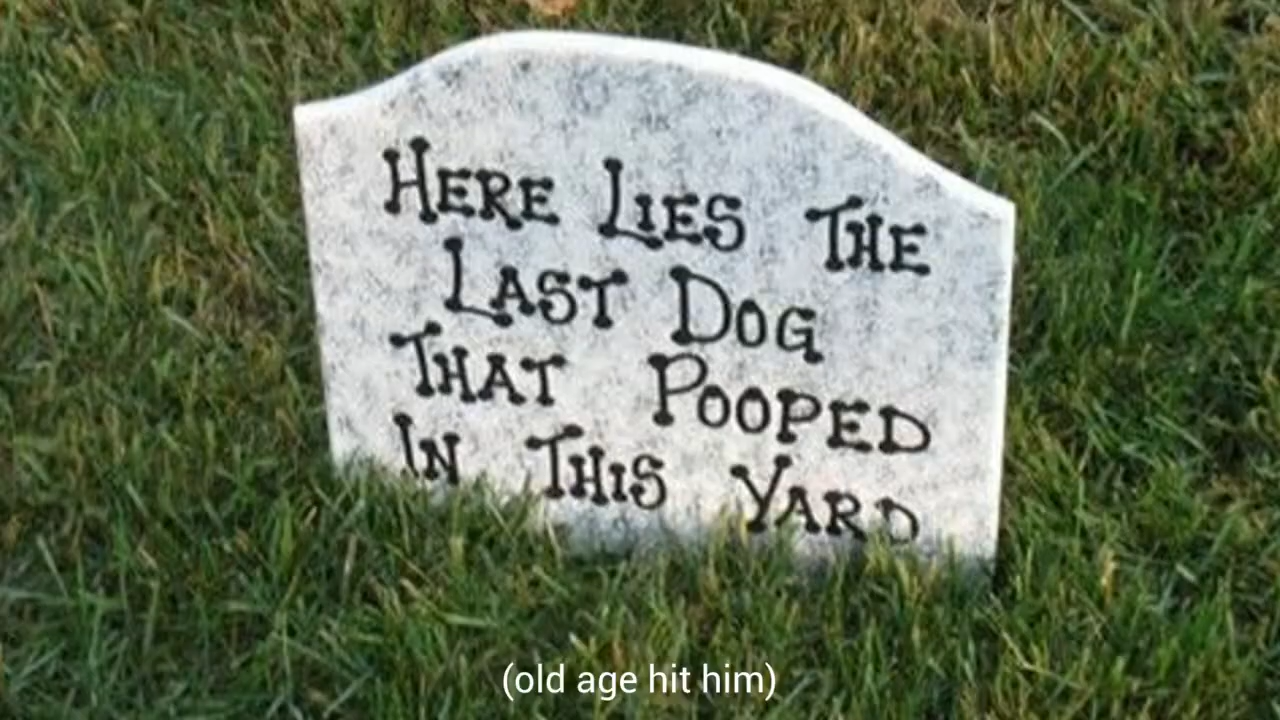 Here Lies The
Last Dog
That Pooped
In This Yard
(old age hit him)